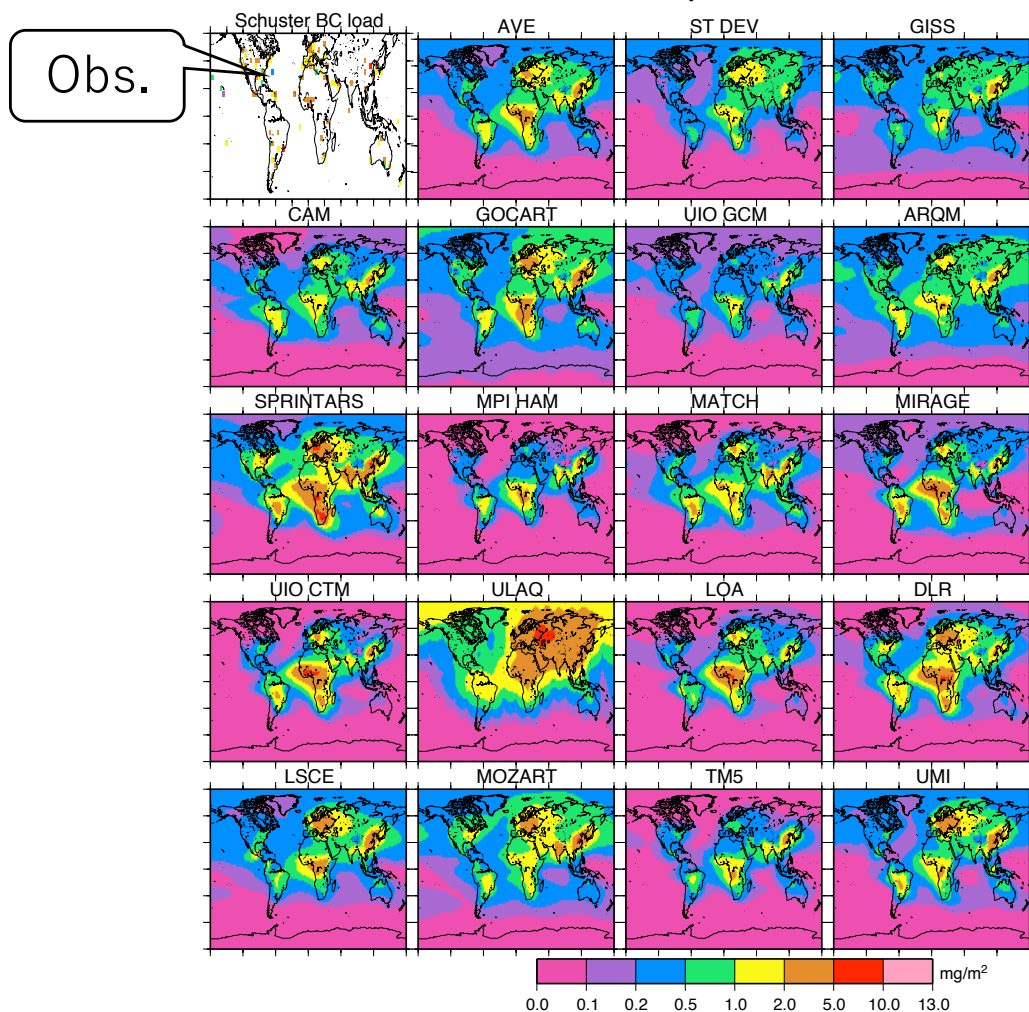 Schuster BC load
AVE
ST DEV
GISS
Obs.
CAM
GOCART
UIO GCM
ARQM
SPRINTARS
MPI HAM
MATCH
MIRAGE
UIO CTM
ULAQ
LOA
DLR
LSCE
MOZART
TM5
UMI
mg/m²
0.0 0.1 0.2 0.5 1.0 2.0 5.0 10.0 13.0